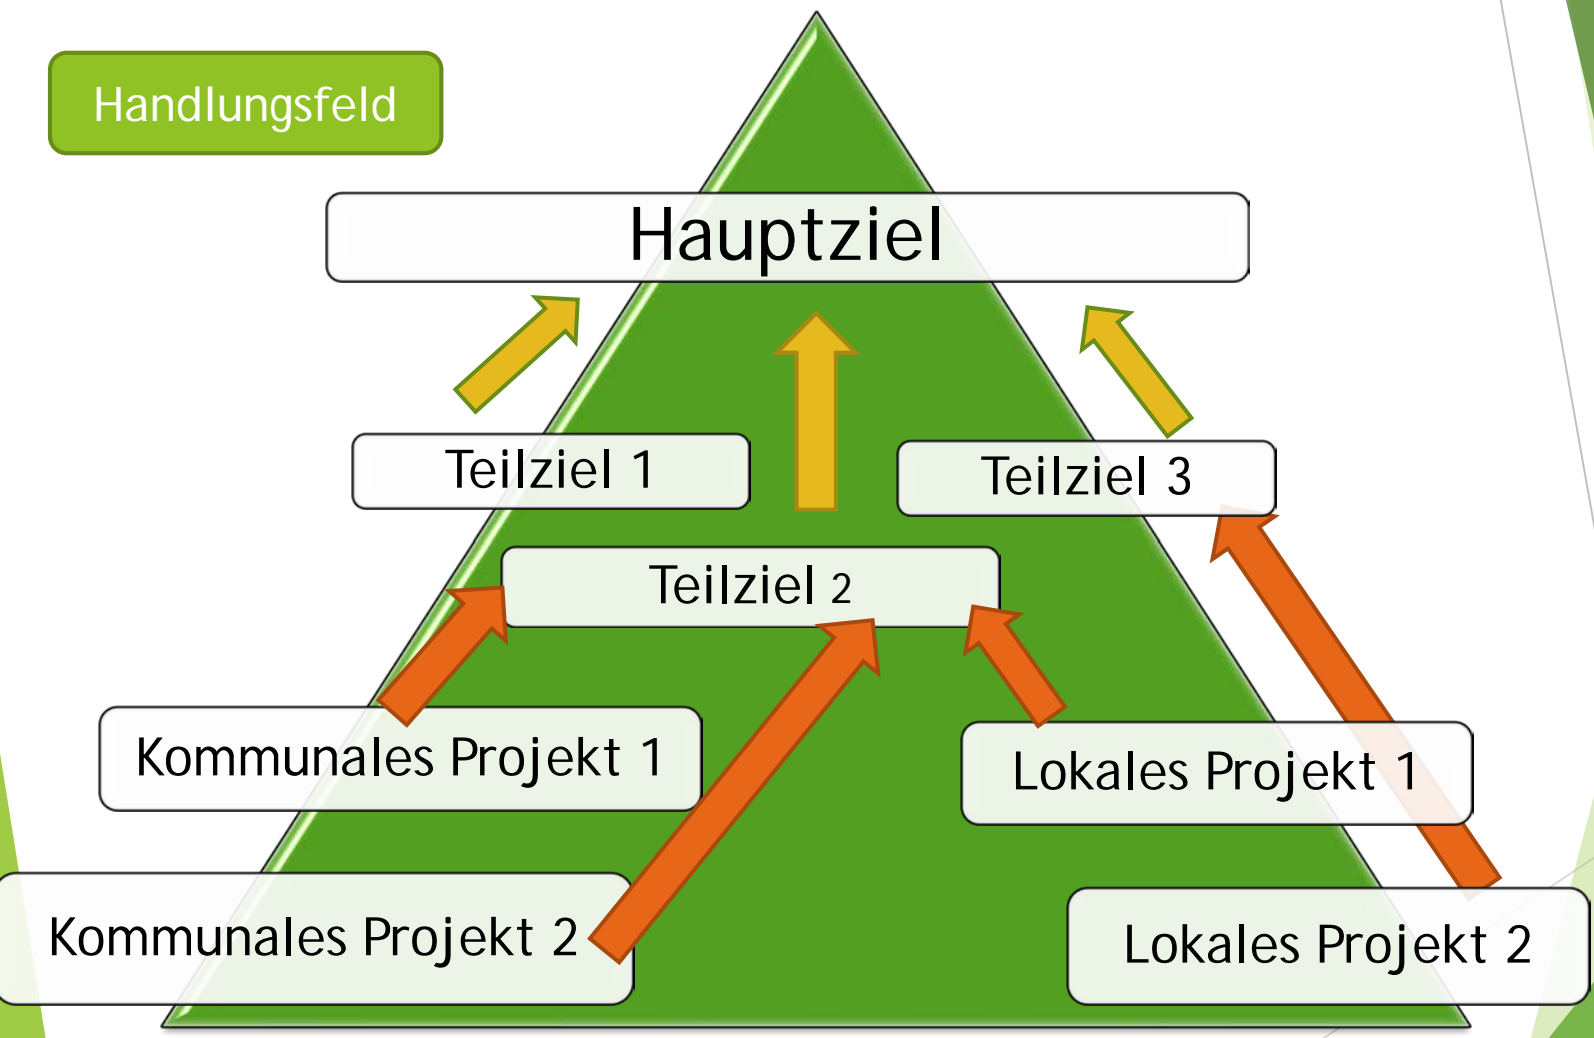 Handlungsfeld
Hauptziel
Teilziel 1
Teilziel 3
Teilziel 2
Kommunales Projekt 1
Lokales Projekt 1
Kommunales Projekt 2
Lokales Projekt 2